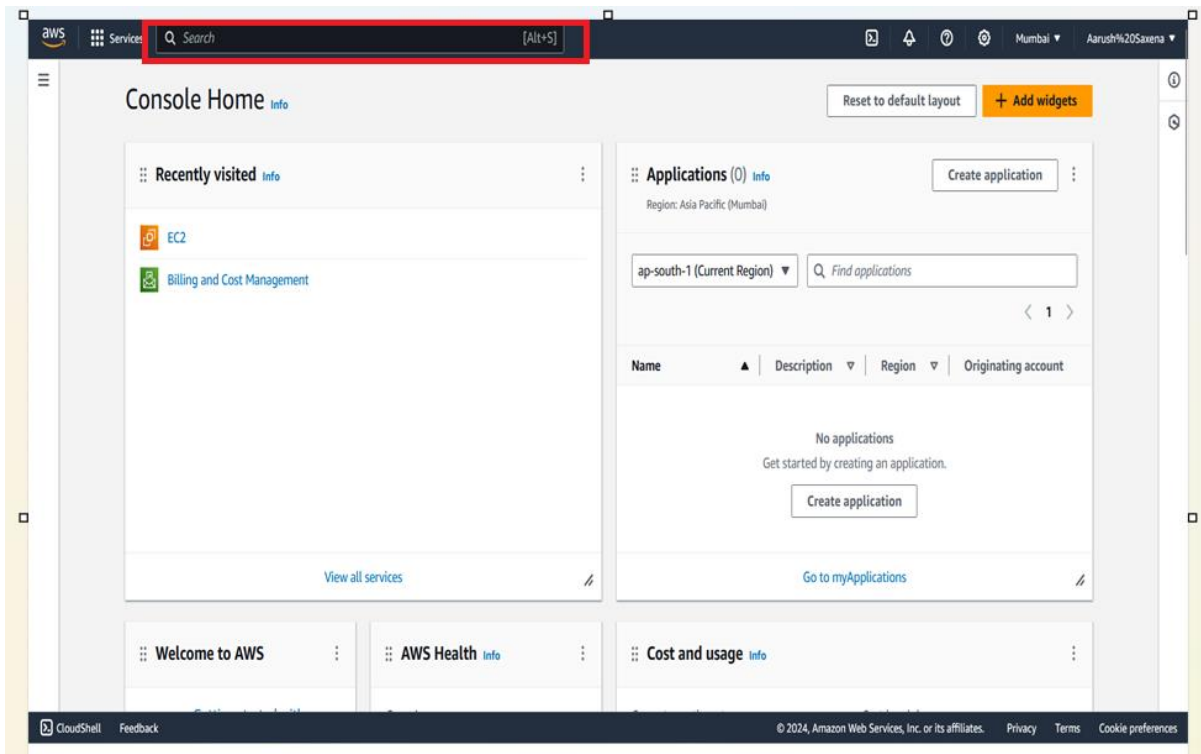 aws Services Search [Alt+S] Mumbai Aarush%20Saxena
Console Home Info
Reset to default layout
+ Add widgets
Recently visited Info
EC2
Billing and Cost Management
View all services
Applications (0) Info
Create application
Region: Asia Pacific (Mumbai)
ap-south-1 (Current Region)
Find applications
1
Name Description Region Originating account
No applications
Get started by creating an application.
Create application
Go to myApplications
Welcome to AWS
AWS Health Info
Cost and usage Info
CloudShell Feedback © 2024, Amazon Web Services, Inc. or its affiliates. Privacy Terms Cookie preferences